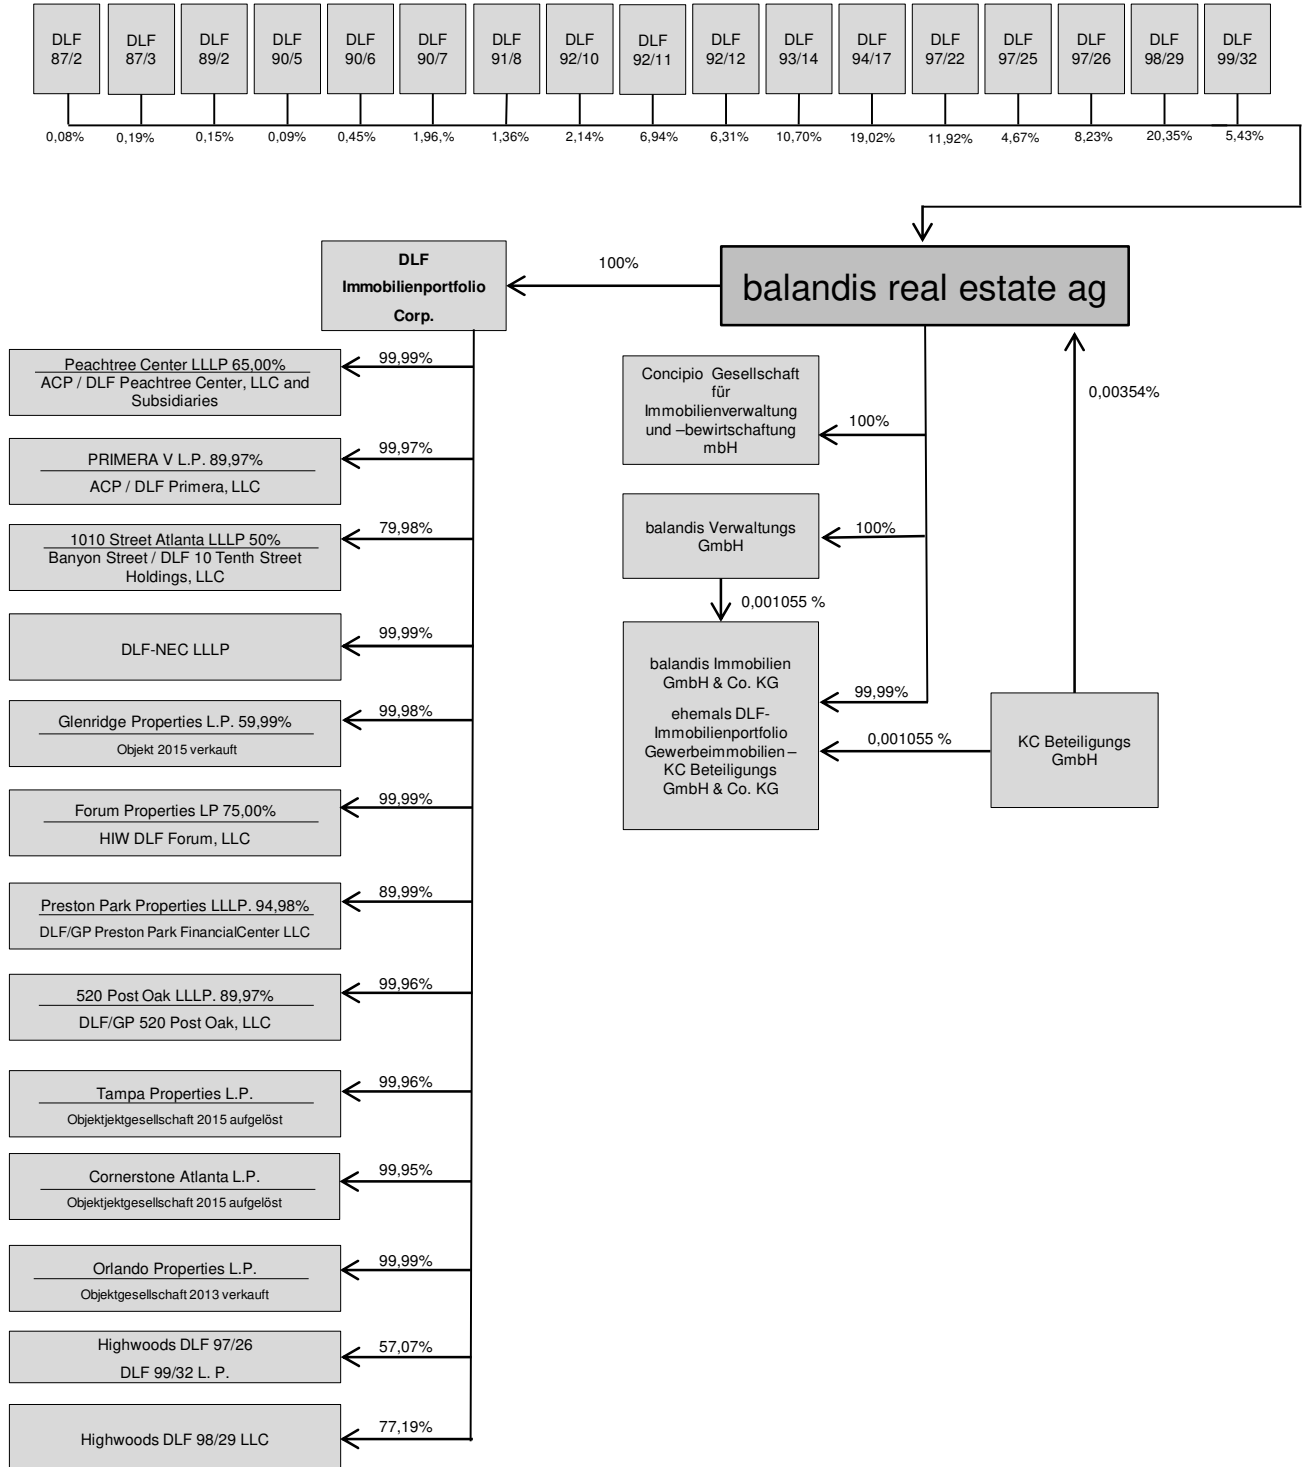 DLF
87/2
DLF
87/3
DLF
89/2
DLF
90/5
DLF
90/6
DLF
90/7
DLF
91/8
DLF
92/10
DLF
92/11
DLF
92/12
DLF
93/14
DLF
94/17
DLF
97/22
DLF
97/25
DLF
97/26
DLF
98/29
DLF
99/32
0,08%
0,19%
0,15%
0,09%
0,45%
1,96,%
1,36%
2,14%
6,94%
6,31%
10,70%
19,02%
11,92%
4,67%
8,23%
20,35%
5,43%
DLF
Immobilienportfolio
Corp.
100%
balandis real estate ag
Peachtree Center LLLP 65,00%
ACP / DLF Peachtree Center, LLC and
Subsidiaries
99,99%
PRIMERA V L.P. 89,97%
ACP / DLF Primera, LLC
99,97%
1010 Street Atlanta LLLP 50%
Banyon Street / DLF 10 Tenth Street
Holdings, LLC
79,98%
DLF-NEC LLLP
99,99%
Glenridge Properties L.P. 59,99%
Objekt 2015 verkauft
99,98%
Forum Properties LP 75,00%
HIW DLF Forum, LLC
99,99%
Preston Park Properties LLLP. 94,98%
DLF/GP Preston Park FinancialCenter LLC
89,99%
520 Post Oak LLLP. 89,97%
DLF/GP 520 Post Oak, LLC
99,96%
Tampa Properties L.P.
Objektjektgesellschaft 2015 aufgelöst
99,96%
Cornerstone Atlanta L.P.
Objektjektgesellschaft 2015 aufgelöst
99,95%
Orlando Properties L.P.
Objektgesellschaft 2013 verkauft
99,99%
Highwoods DLF 97/26
DLF 99/32 L. P.
57,07%
Highwoods DLF 98/29 LLC
77,19%
Concipio Gesellschaft
für
Immobilienverwaltung
und –bewirtschaftung
mbH
100%
balandis Verwaltungs
GmbH
100%
0,001055 %
balandis Immobilien
GmbH & Co. KG
ehemals DLF-
Immobilienportfolio
Gewerbeimmobilien –
KC Beteiligungs
GmbH & Co. KG
99,99%
0,001055 %
0,00354%
KC Beteiligungs
GmbH